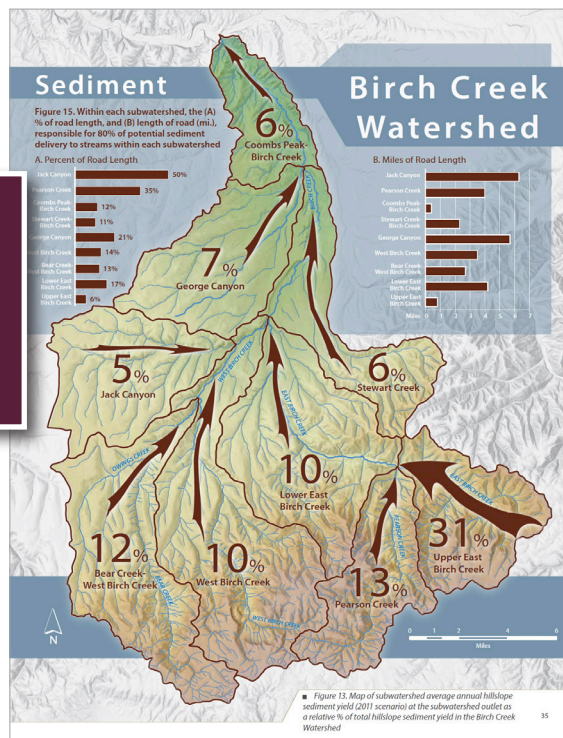 Sediment
Birch Creek
Watershed
Figure 15. Within each subwatershed, the (A)
% of road length, and (B) length of road (mi.),
responsible for 80% of potential sediment
delivery to streams within each subwatershed
A. Percent of Road Length
Jack Canyon 50%
Pearson Creek 35%
Coombs Peak-
Birch Creek 12%
Stewart Creek-
Birch Creek 11%
George Canyon 21%
West Birch Creek 14%
Bear Creek-
West Birch Creek 13%
Lower East
Birch Creek 17%
Upper East
Birch Creek 6%
B. Miles of Road Length
Jack Canyon
Pearson Creek
Coombs Peak-
Birch Creek
Stewart Creek-
Birch Creek
George Canyon
West Birch Creek
Bear Creek-
West Birch Creek
Lower East
Birch Creek
Upper East
Birch Creek
Miles 0 1 2 3 4 5 6 7
6%
Coombs Peak-
Birch Creek
BIRCH CREEK
7%
George Canyon
5%
Jack Canyon
WEST BIRCH CREEK
6%
Stewart Creek
EAST BIRCH CREEK
OWINGS CREEK
10%
Lower East
Birch Creek
EAST BIRCH CREEK
31%
Upper East
Birch Creek
PEARSON CREEK
12%
Bear Creek-
West Birch Creek
10%
West Birch Creek
13%
Pearson Creek
BEAR CREEK
WEST BIRCH CREEK
N
0 1 2 4 6
Miles
Figure 13. Map of subwatershed average annual hillslope
sediment yield (2011 scenario) at the subwatershed outlet as
a relative % of total hillslope sediment yield in the Birch Creek
Watershed
35